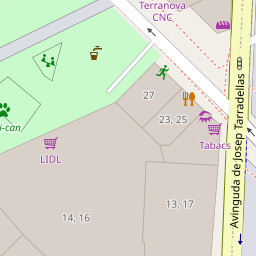 Terranova
CNC
27
23, 25
Tabacs
LIDL
14, 16
13, 17
Avinguda de Josep Tarradellas
i-can